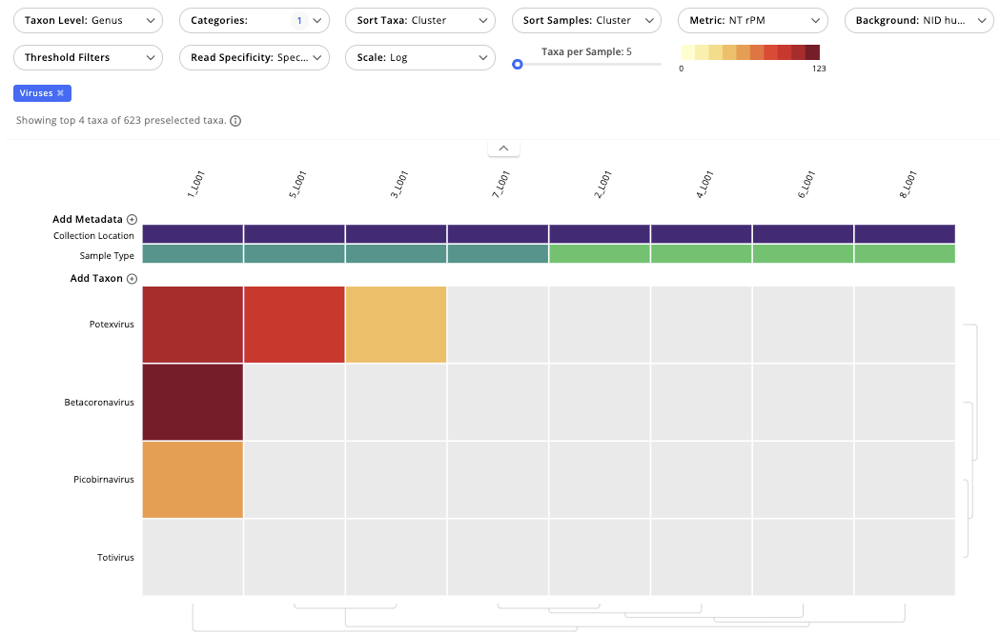 Taxon Level: Genus
Categories: 1
Sort Taxa: Cluster
Sort Samples: Cluster
Metric: NT rPM
Background: NID hu...
Threshold Filters
Read Specificity: Spec...
Scale: Log
Taxa per Sample: 5
0 123
Viruses ×
Showing top 4 taxa of 623 preselected taxa.
1_L001 5_L001 3_L001 7_L001 2_L001 4_L001 6_L001 8_L001
Add Metadata
Collection Location
Sample Type
Add Taxon
Potexvirus
Betacoronavirus
Picobirnavirus
Totivirus